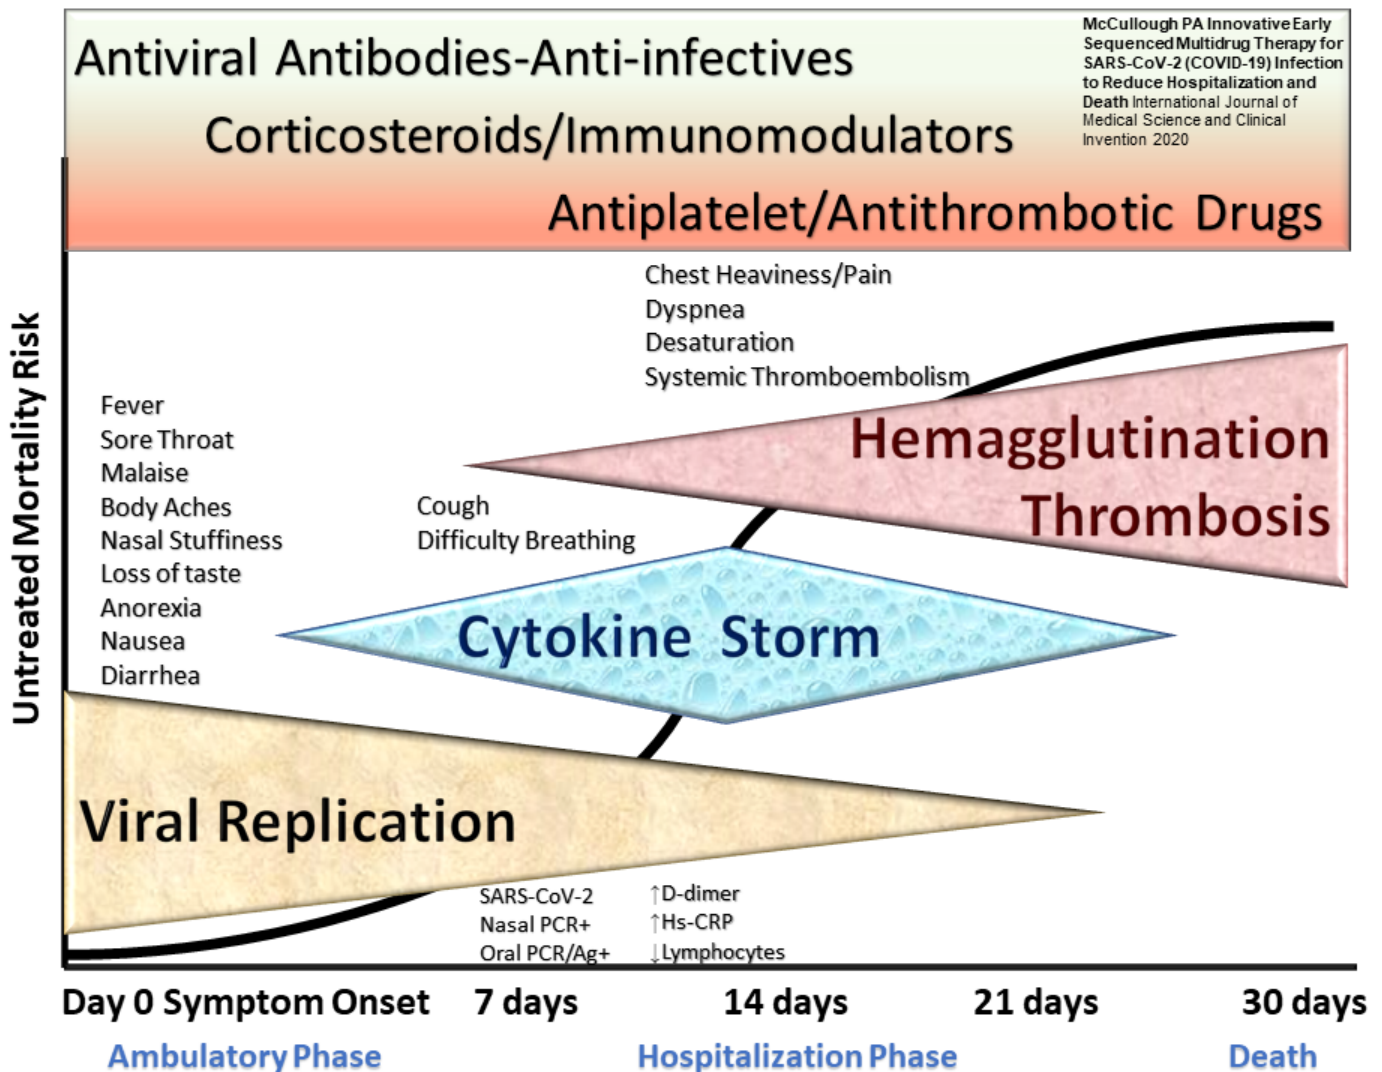 Antiviral Antibodies-Anti-infectives
Corticosteroids/Immunomodulators
Antiplatelet/Antithrombotic Drugs
McCullough PA Innovative Early
Sequenced Multidrug Therapy for
SARS-CoV-2 (COVID-19) Infection
to Reduce Hospitalization and
Death International Journal of
Medical Science and Clinical
Invention 2020
Untreated Mortality Risk
Chest Heaviness/Pain
Dyspnea
Desaturation
Systemic Thromboembolism
Fever
Sore Throat
Malaise
Body Aches
Nasal Stuffiness
Loss of taste
Anorexia
Nausea
Diarrhea
Cough
Difficulty Breathing
Hemagglutination
Thrombosis
Cytokine Storm
Viral Replication
SARS-CoV-2
Nasal PCR+
Oral PCR/Ag+
↑D-dimer
↑Hs-CRP
↓Lymphocytes
Day 0 Symptom Onset 7 days 14 days 21 days 30 days
Ambulatory Phase Hospitalization Phase Death